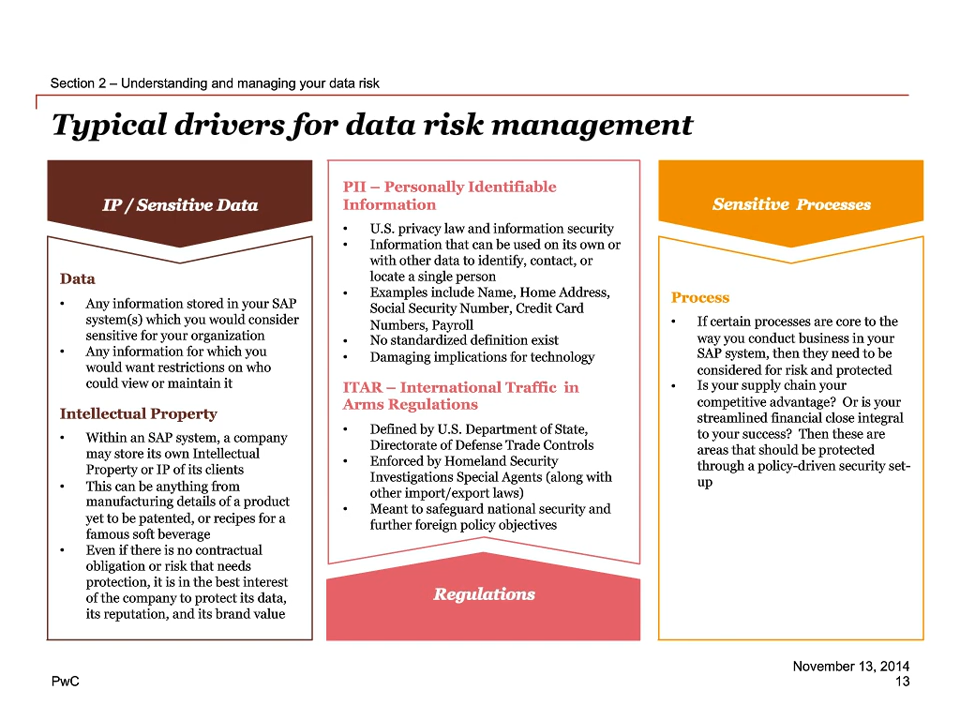 Section 2 – Understanding and managing your data risk
Typical drivers for data risk management
IP / Sensitive Data
Data
• Any information stored in your SAP
system(s) which you would consider
sensitive for your organization
• Any information for which you
would want restrictions on who
could view or maintain it
Intellectual Property
• Within an SAP system, a company
may store its own Intellectual
Property or IP of its clients
• This can be anything from
manufacturing details of a product
yet to be patented, or recipes for a
famous soft beverage
• Even if there is no contractual
obligation or risk that needs
protection, it is in the best interest
of the company to protect its data,
its reputation, and its brand value
PII – Personally Identifiable
Information
• U.S. privacy law and information security
• Information that can be used on its own or
with other data to identify, contact, or
locate a single person
• Examples include Name, Home Address,
Social Security Number, Credit Card
Numbers, Payroll
• No standardized definition exist
• Damaging implications for technology
ITAR – International Traffic in
Arms Regulations
• Defined by U.S. Department of State,
Directorate of Defense Trade Controls
• Enforced by Homeland Security
Investigations Special Agents (along with
other import/export laws)
• Meant to safeguard national security and
further foreign policy objectives
Regulations
Sensitive Processes
Process
• If certain processes are core to the
way you conduct business in your
SAP system, then they need to be
considered for risk and protected
• Is your supply chain your
competitive advantage? Or is your
streamlined financial close integral
to your success? Then these are
areas that should be protected
through a policy-driven security set-
up
November 13, 2014
PwC
13